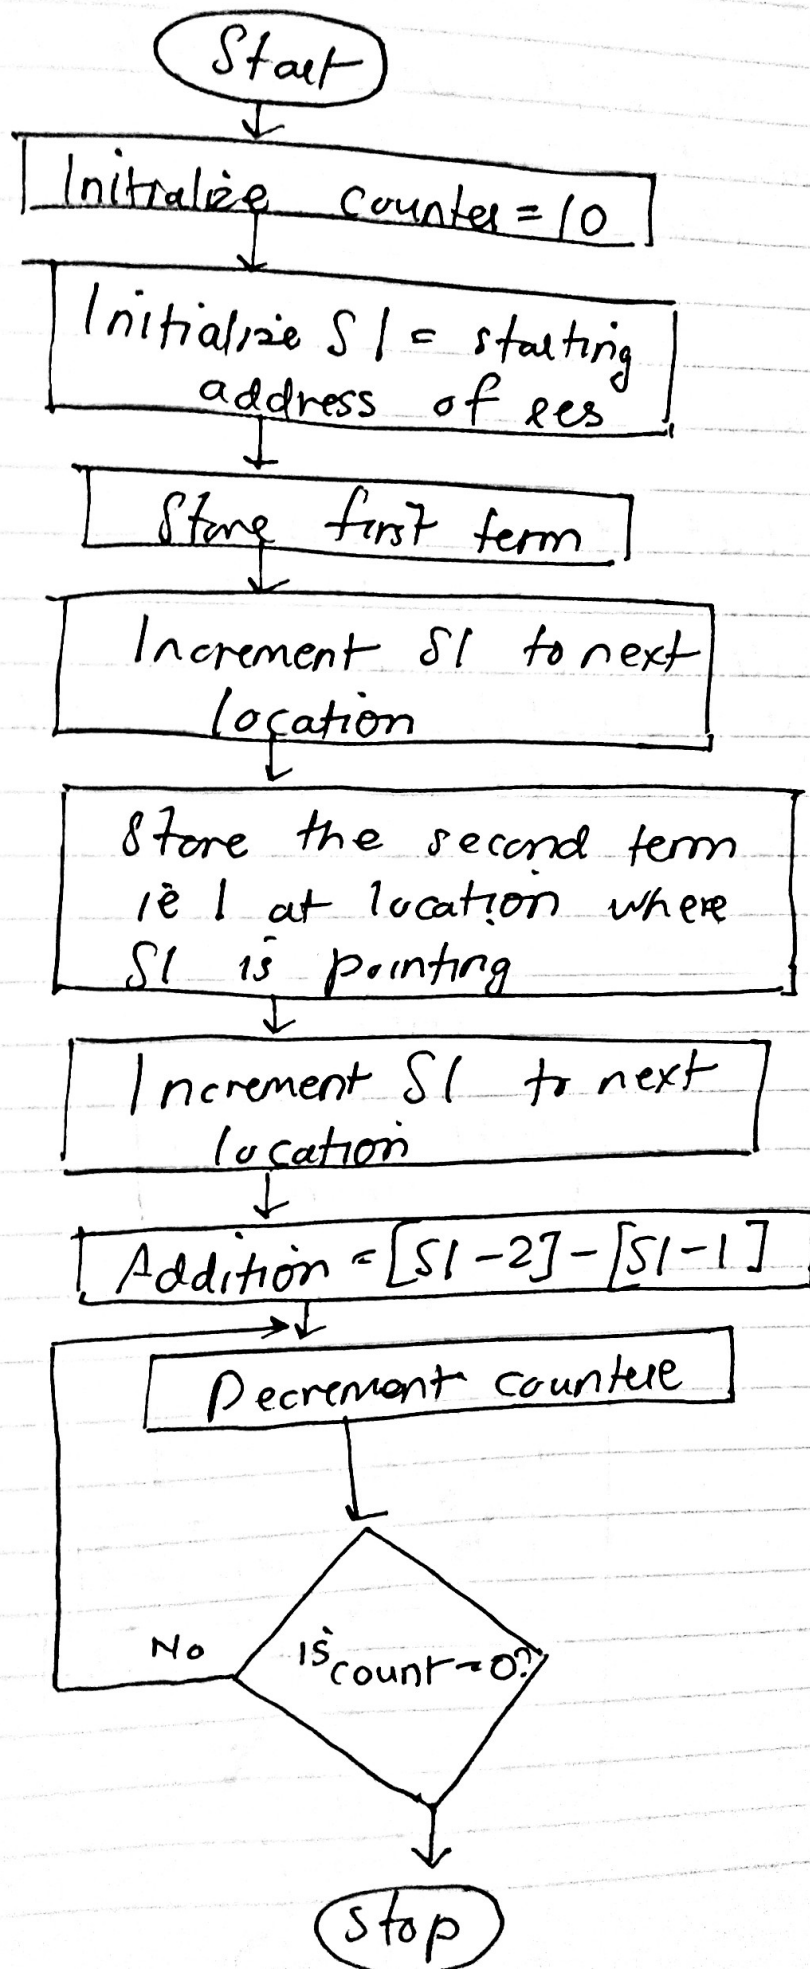 Start
Initialize counter = 10
Initialize SI = starting
address of res
Store first term
Increment SI to next
location
Store the second term
ie 1 at location where
SI is pointing
Increment SI to next
location
Addition = [SI-2]-[SI-1]
Decrement counter
No
is count=0?
Stop